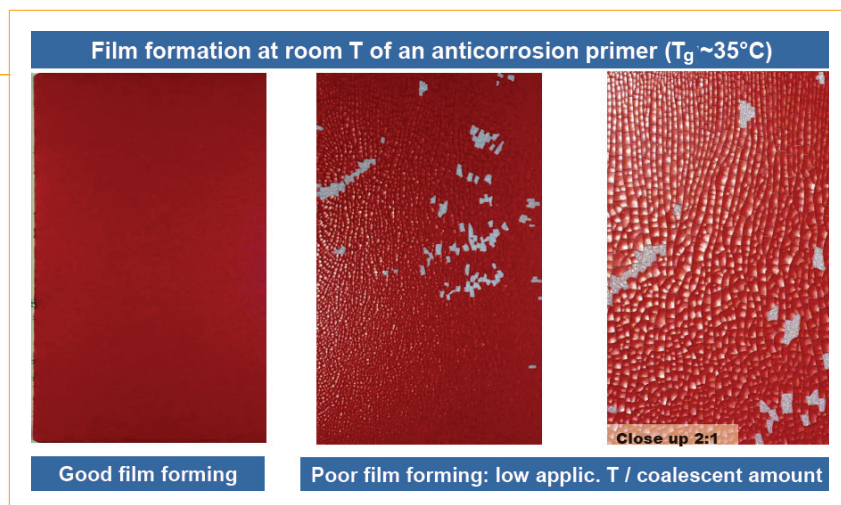 Film formation at room T of an anticorrosion primer (Tg ~35°C)
Close up 2:1
Good film forming
Poor film forming: low applic. T / coalescent amount